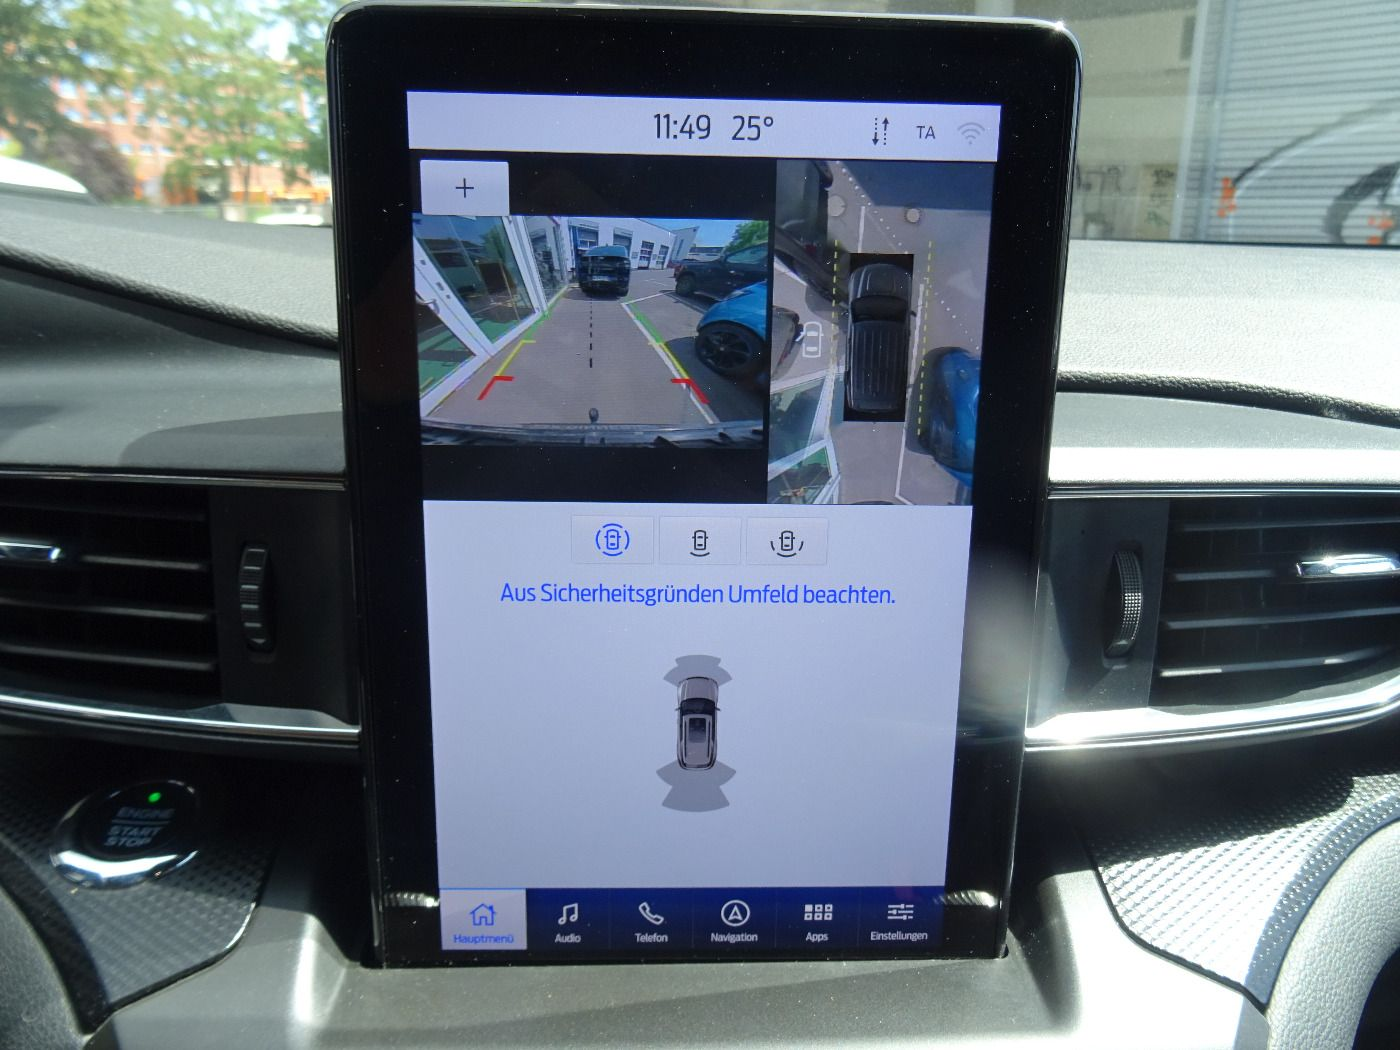 11:49 25° TA
+
Aus Sicherheitsgründen Umfeld beachten.
ENGINE
START
STOP
Hauptmenü Audio Telefon Navigation Apps Einstellungen